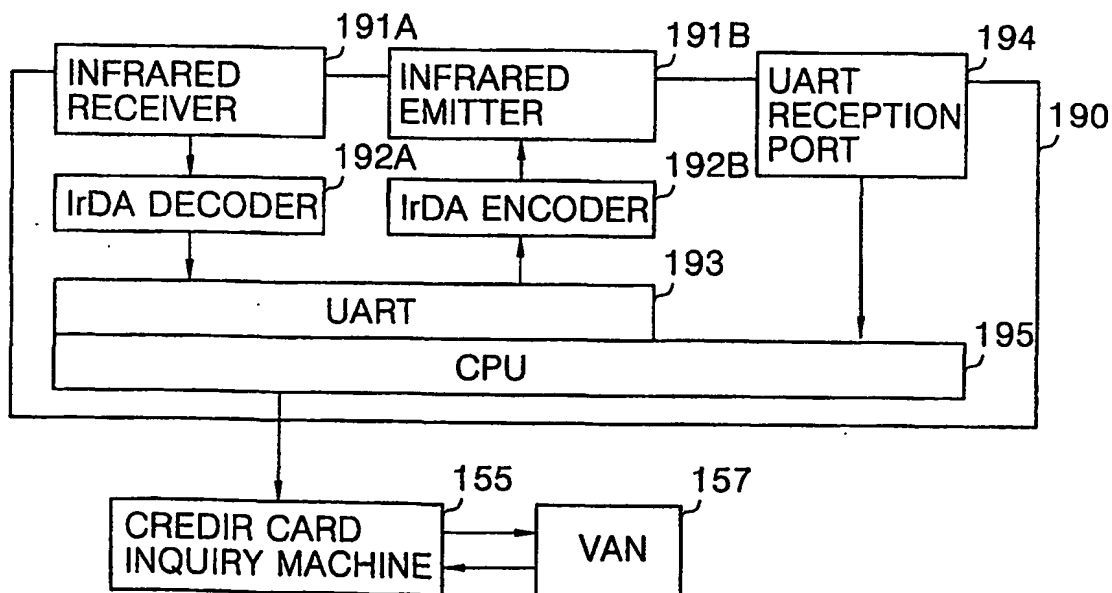 191A
191B
194
INFRARED
RECEIVER
INFRARED
EMITTER
UART
RECEPTION
PORT
190
192A
192B
IrDA DECODER
IrDA ENCODER
193
UART
195
CPU
155
157
CREDIR CARD
INQUIRY MACHINE
VAN